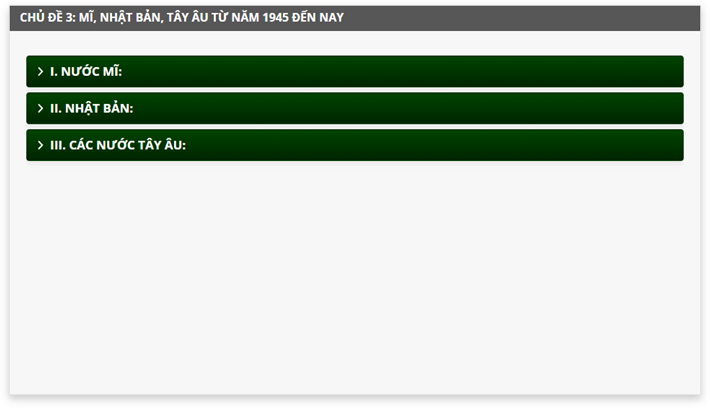 CHỦ ĐỀ 3: MĨ, NHẬT BẢN, TÂY ÂU TỪ NĂM 1945 ĐẾN NAY
I. NƯỚC MĨ:
II. NHẬT BẢN:
III. CÁC NƯỚC TÂY ÂU: